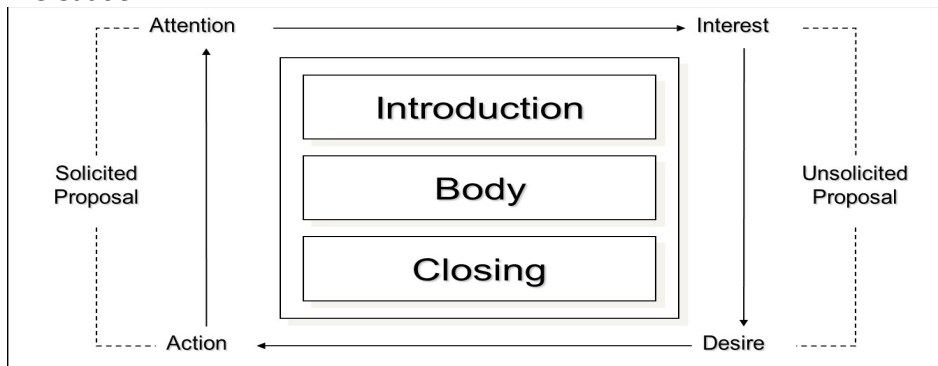 Attention
Interest
Introduction
Solicited
Proposal
Body
Unsolicited
Proposal
Closing
Action
Desire